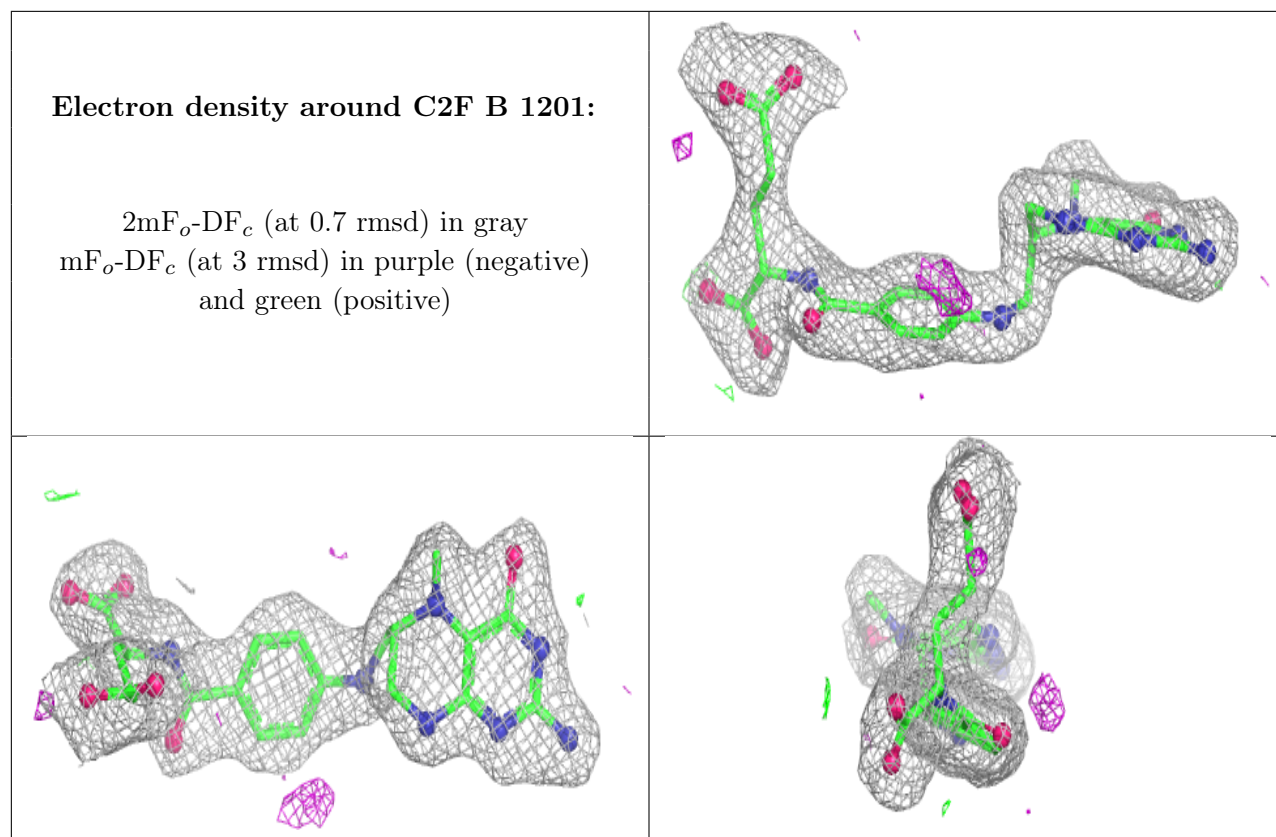 Electron density around C2F B 1201:
2mFo-DFc (at 0.7 rmsd) in gray
mFo-DFc (at 3 rmsd) in purple (negative)
and green (positive)